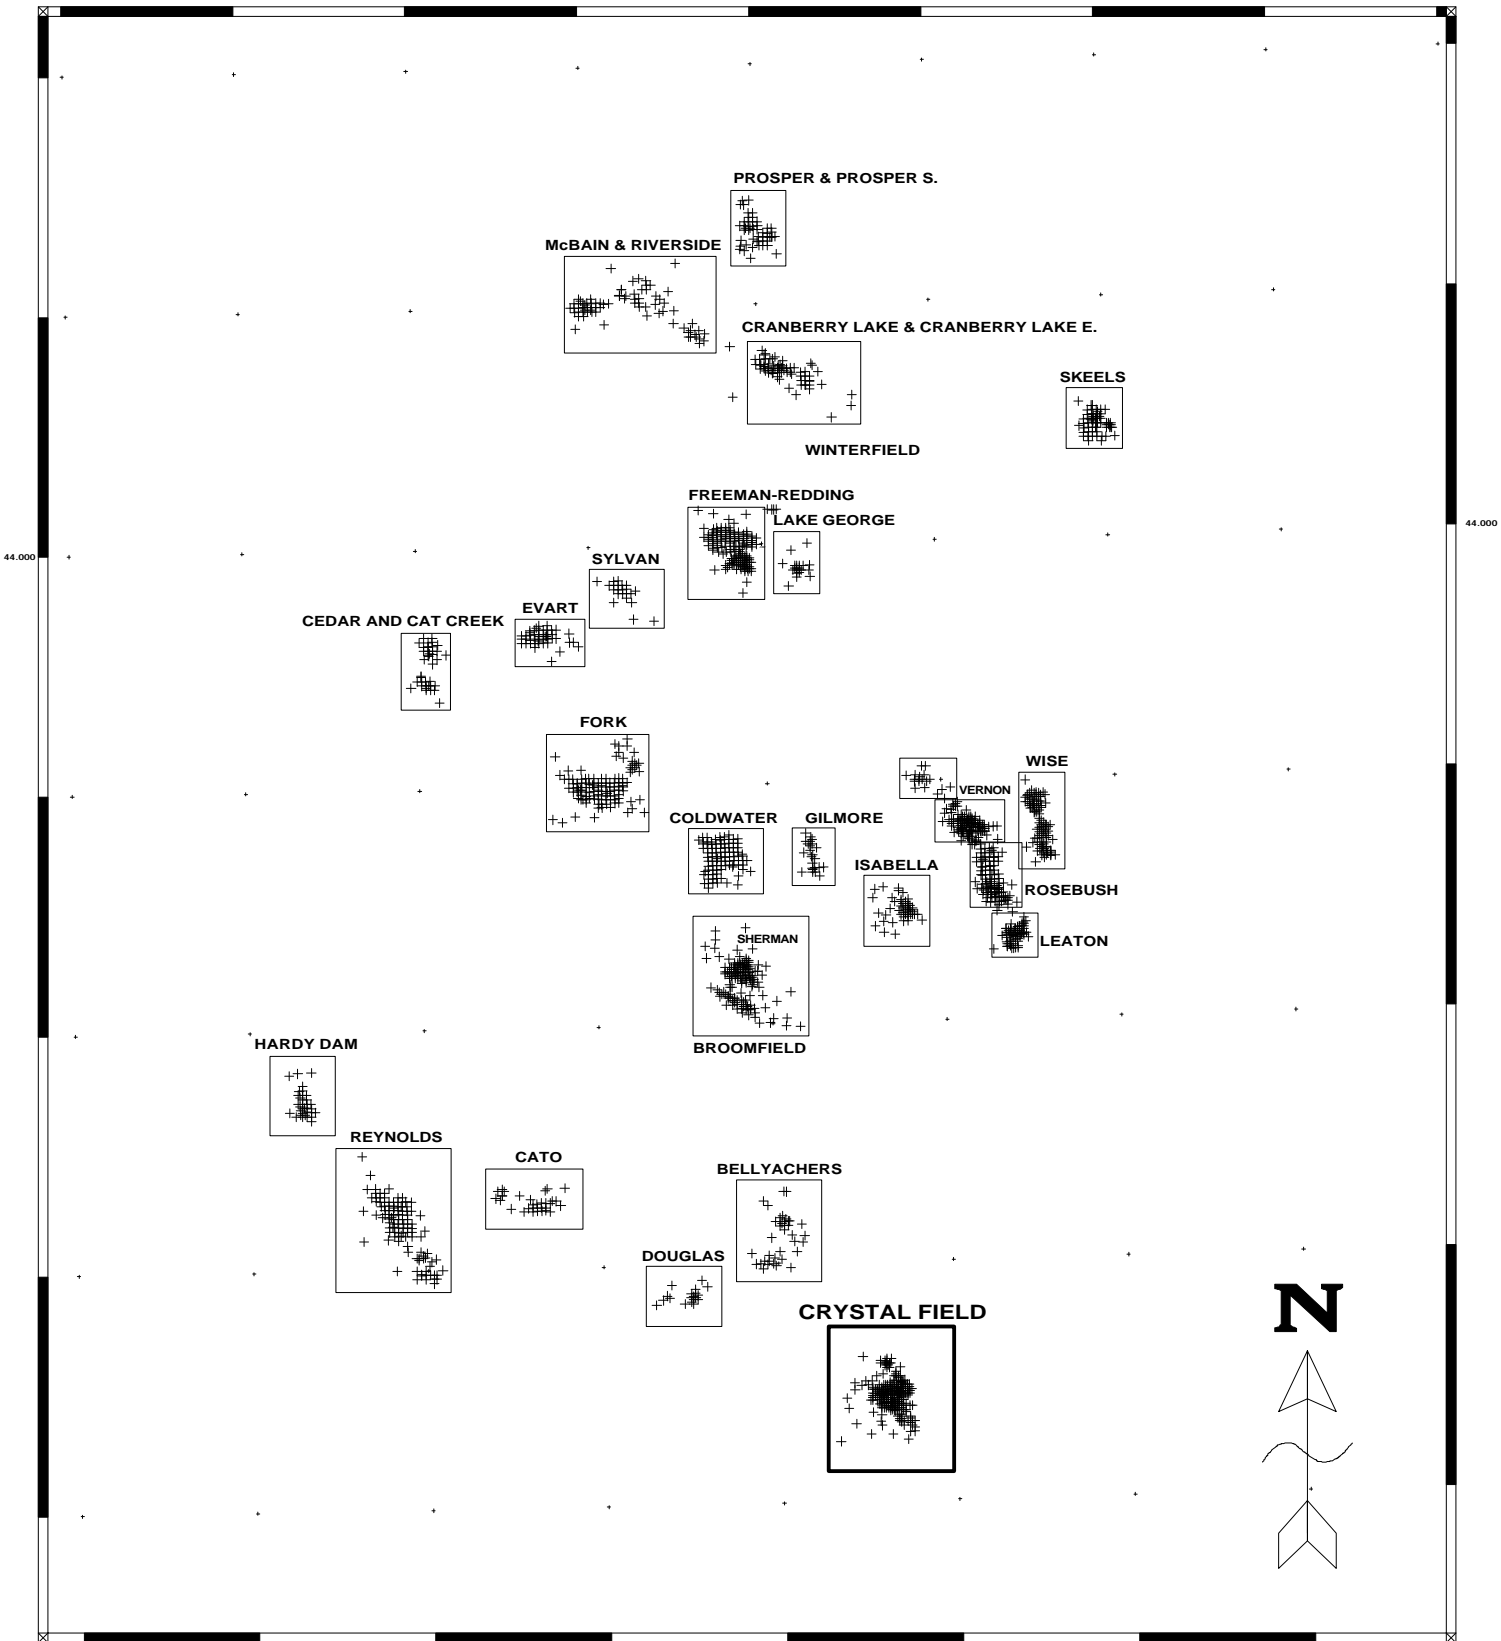 PROSPER & PROSPER S.
McBAIN & RIVERSIDE
CRANBERRY LAKE & CRANBERRY LAKE E.
SKEELS
WINTERFIELD
FREEMAN-REDDING
LAKE GEORGE
44.000
44.000
SYLVAN
EVART
CEDAR AND CAT CREEK
FORK
WISE
VERNON
COLDWATER
GILMORE
ISABELLA
ROSEBUSH
SHERMAN
LEATON
BROOMFIELD
HARDY DAM
REYNOLDS
CATO
BELLYACHERS
DOUGLAS
CRYSTAL FIELD
N